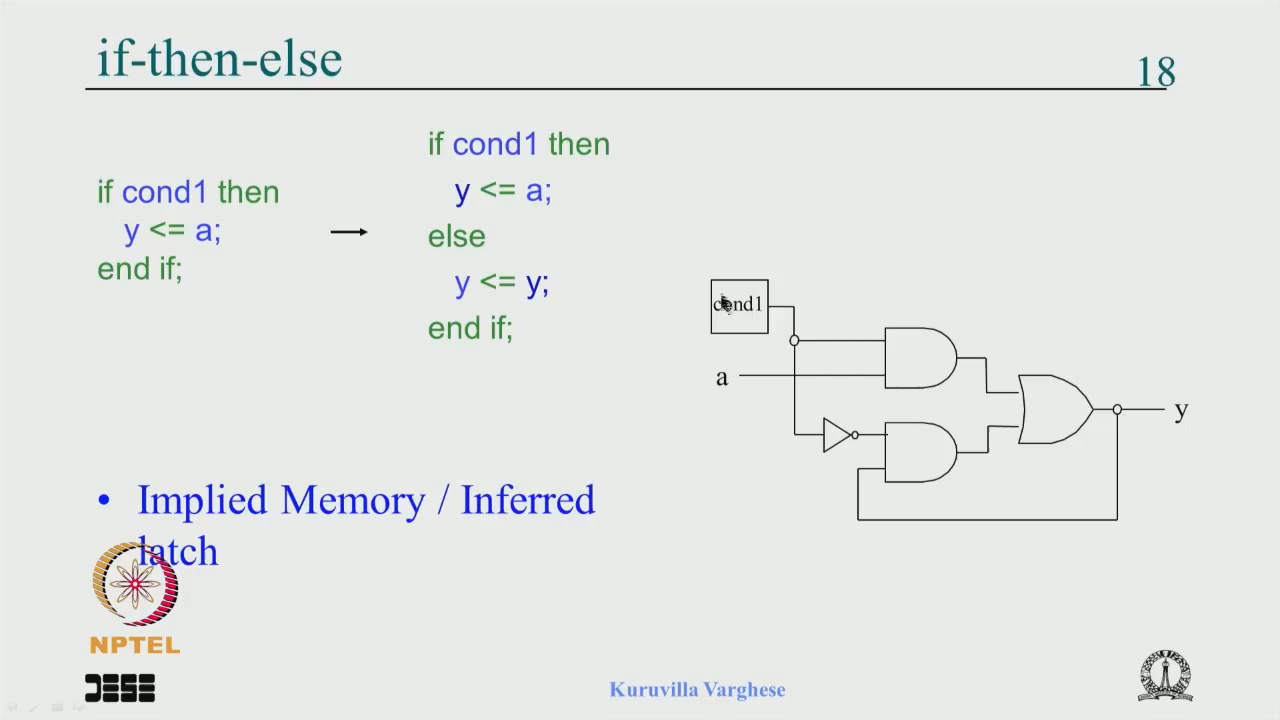 if-then-else
18
if cond1 then
y <= a;
end if;
if cond1 then
y <= a;
else
y <= y;
end if;
cond1
a
y
• Implied Memory / Inferred
latch
NPTEL
Kuruvilla Varghese